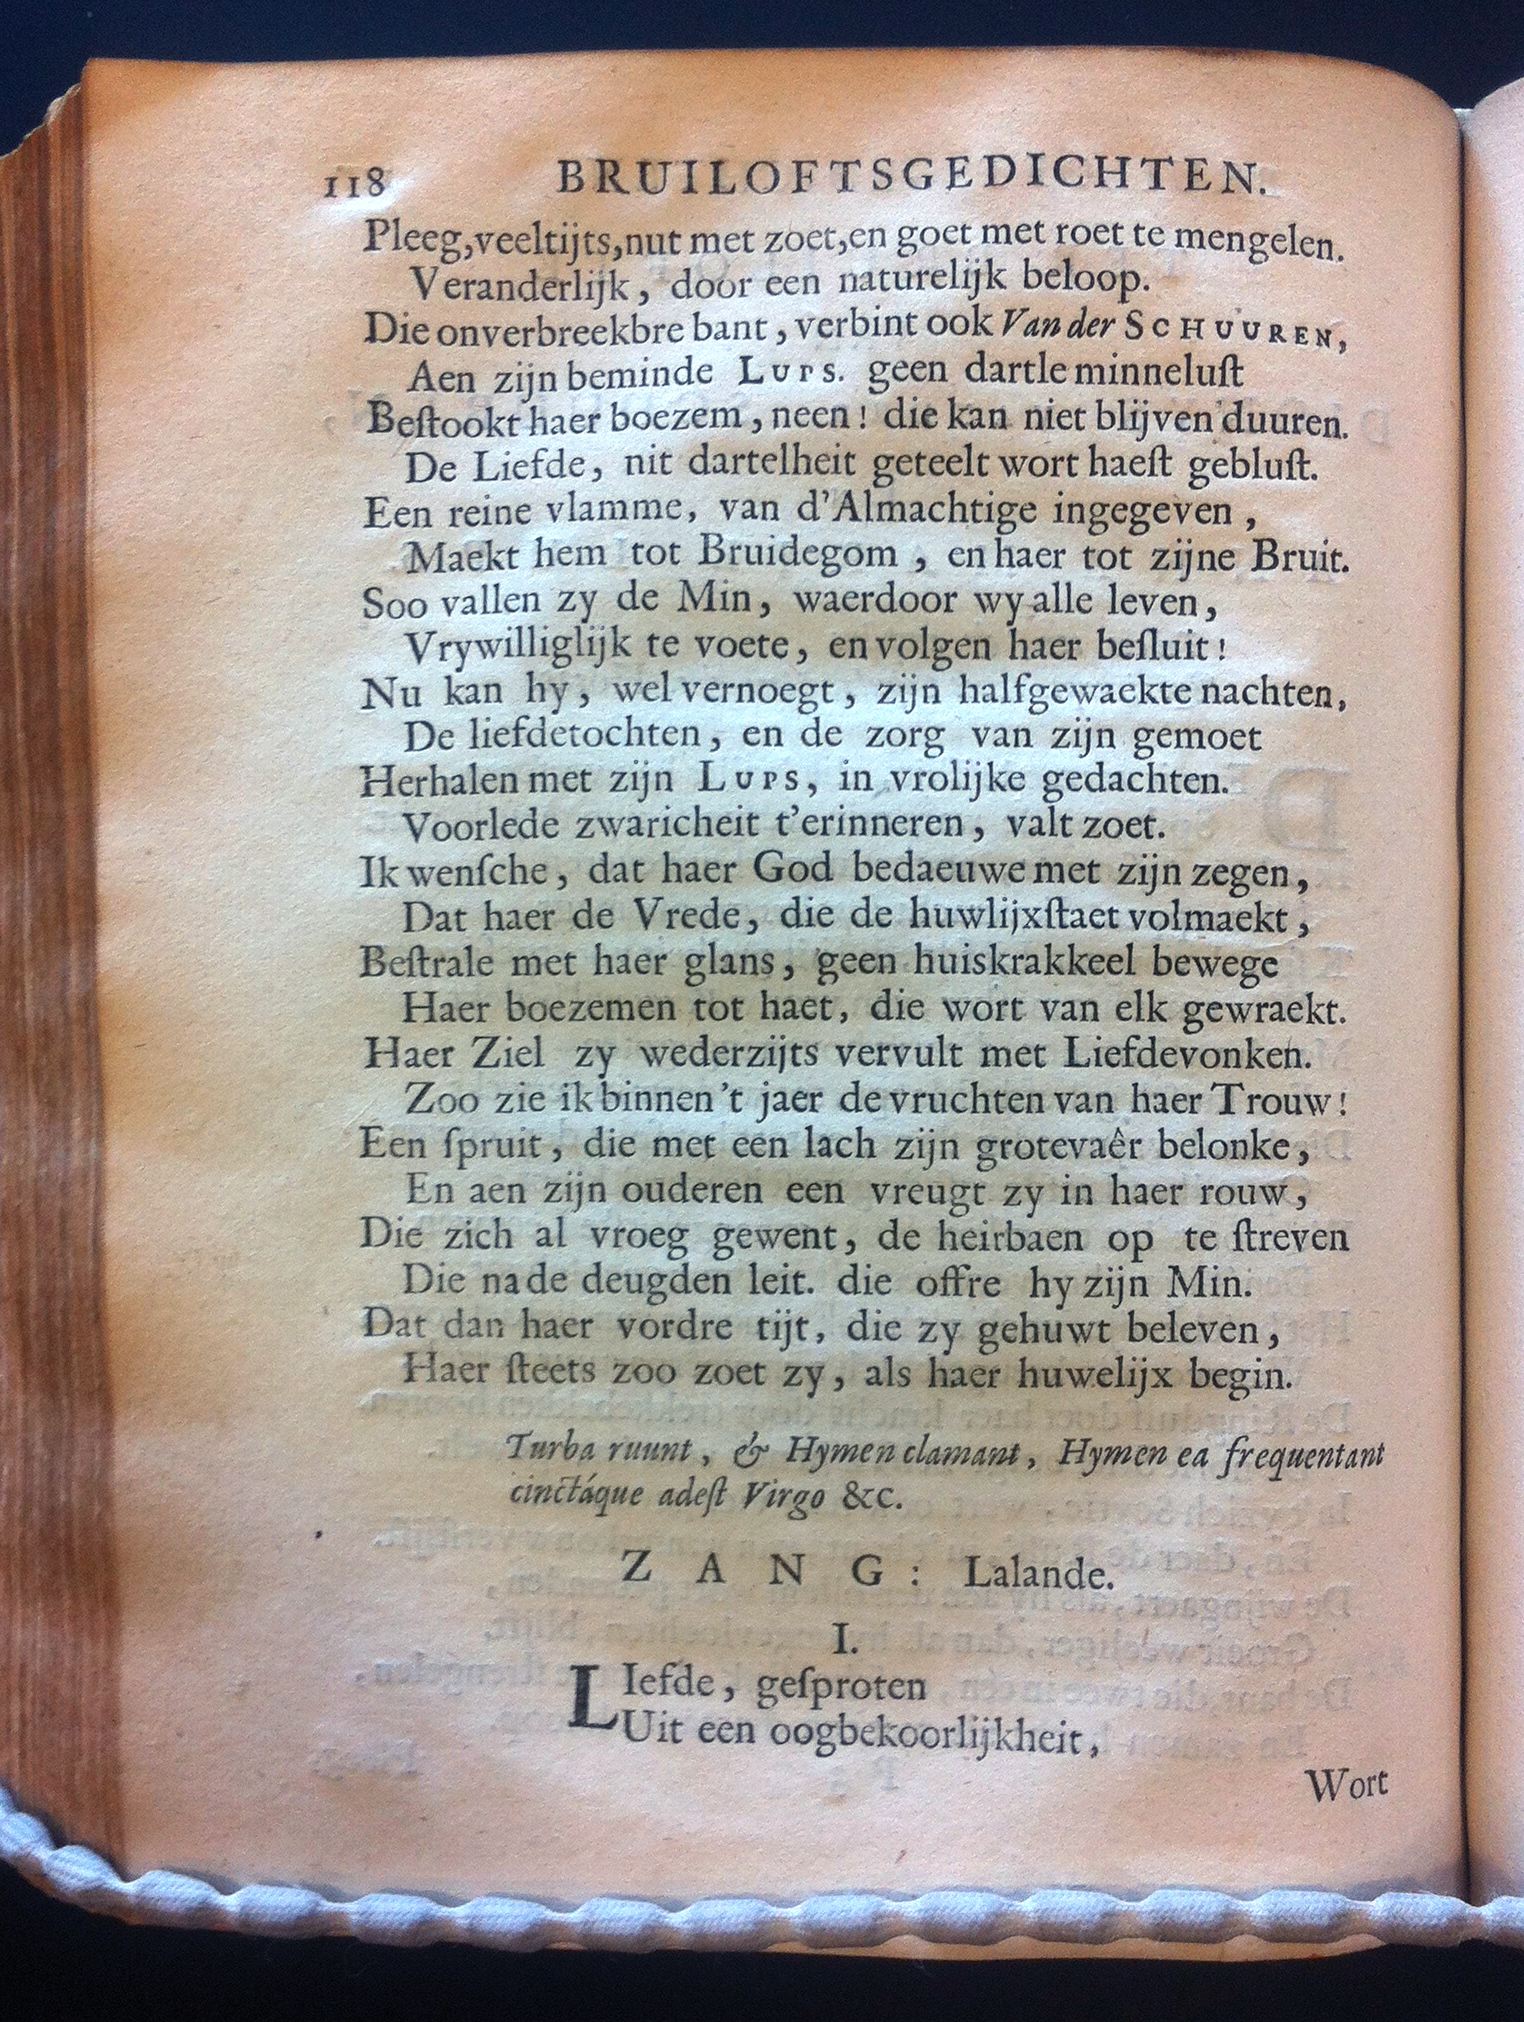 118 BRUILOFTSGEDICHTEN.
Pleeg, veeltijts, nut met zoet, en goet met roet te mengelen.
Veranderlijk, door een naturelijk beloop.
Die onverbreekbre bant, verbint ook Van der SCHUUREN,
Aen zijn beminde LUPS. geen dartle minneluſt
Beſtookt haer boezem, neen! die kan niet blijven duuren.
De Liefde, nit dartelheit geteelt wort haeſt gebluſt.
Een reine vlamme, van d'Almachtige ingegeven,
Maekt hem tot Bruidegom, en haer tot zijne Bruit.
Soo vallen zy de Min, waerdoor wy alle leven,
Vrywilliglijk te voete, en volgen haer beſluit!
Nu kan hy, wel vernoegt, zijn halfgewaekte nachten,
De liefdetochten, en de zorg van zijn gemoet
Herhalen met zijn LUPS, in vrolijke gedachten.
Voorlede zwaricheit t'erinneren, valt zoet.
Ik wenſche, dat haer God bedaeuwe met zijn zegen,
Dat haer de Vrede, die de huwlijxſtaet volmaekt,
Beſtrale met haer glans, geen huiskrakkeel bewege
Haer boezemen tot haet, die wort van elk gewraekt.
Haer Ziel zy wederzijts vervult met Liefdevonken.
Zoo zie ik binnen 't jaer de vruchten van haer Trouw!
Een ſpruit, die met een lach zijn grotevaêr belonke,
En aen zijn ouderen een vreugt zy in haer rouw,
Die zich al vroeg gewent, de heirbaen op te ſtreven
Die na de deugden leit. die offre hy zijn Min.
Dat dan haer vordre tijt, die zy gehuwt beleven,
Haer ſteets zoo zoet zy, als haer huwelijx begin.
Turba ruunt, & Hymen clamant, Hymen ea frequentant
cinctáque adeſt Virgo &c.
ZANG: Lalande.
I.
LIefde, geſproten
Uit een oogbekoorlijkheit,
Wort